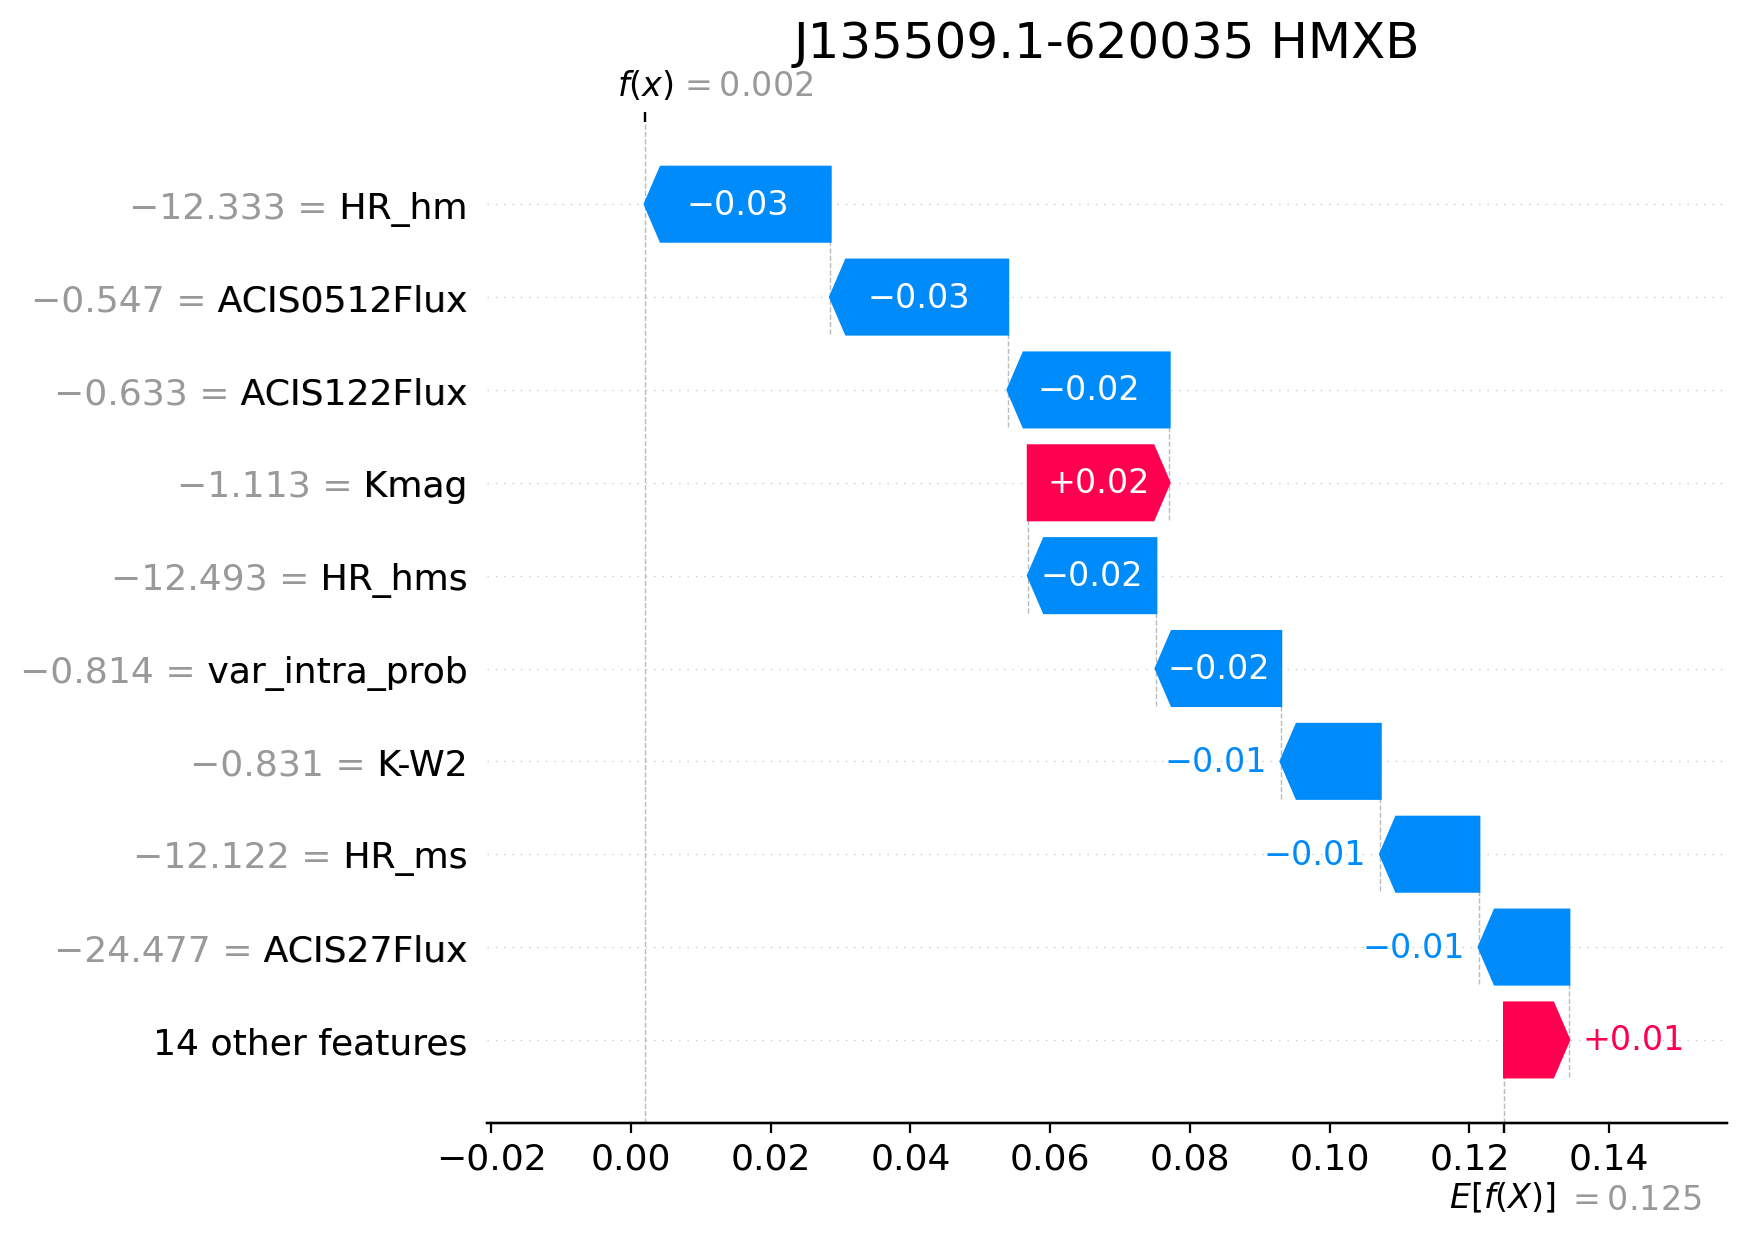 J135509.1-620035 HMXB
f(x) = 0.002
−12.333 = HR_hm −0.03
−0.547 = ACIS0512Flux −0.03
−0.633 = ACIS122Flux −0.02
−1.113 = Kmag +0.02
−12.493 = HR_hms −0.02
−0.814 = var_intra_prob −0.02
−0.831 = K-W2 −0.01
−12.122 = HR_ms −0.01
−24.477 = ACIS27Flux −0.01
14 other features +0.01
−0.02 0.00 0.02 0.04 0.06 0.08 0.10 0.12 0.14
E[f(X)] = 0.125